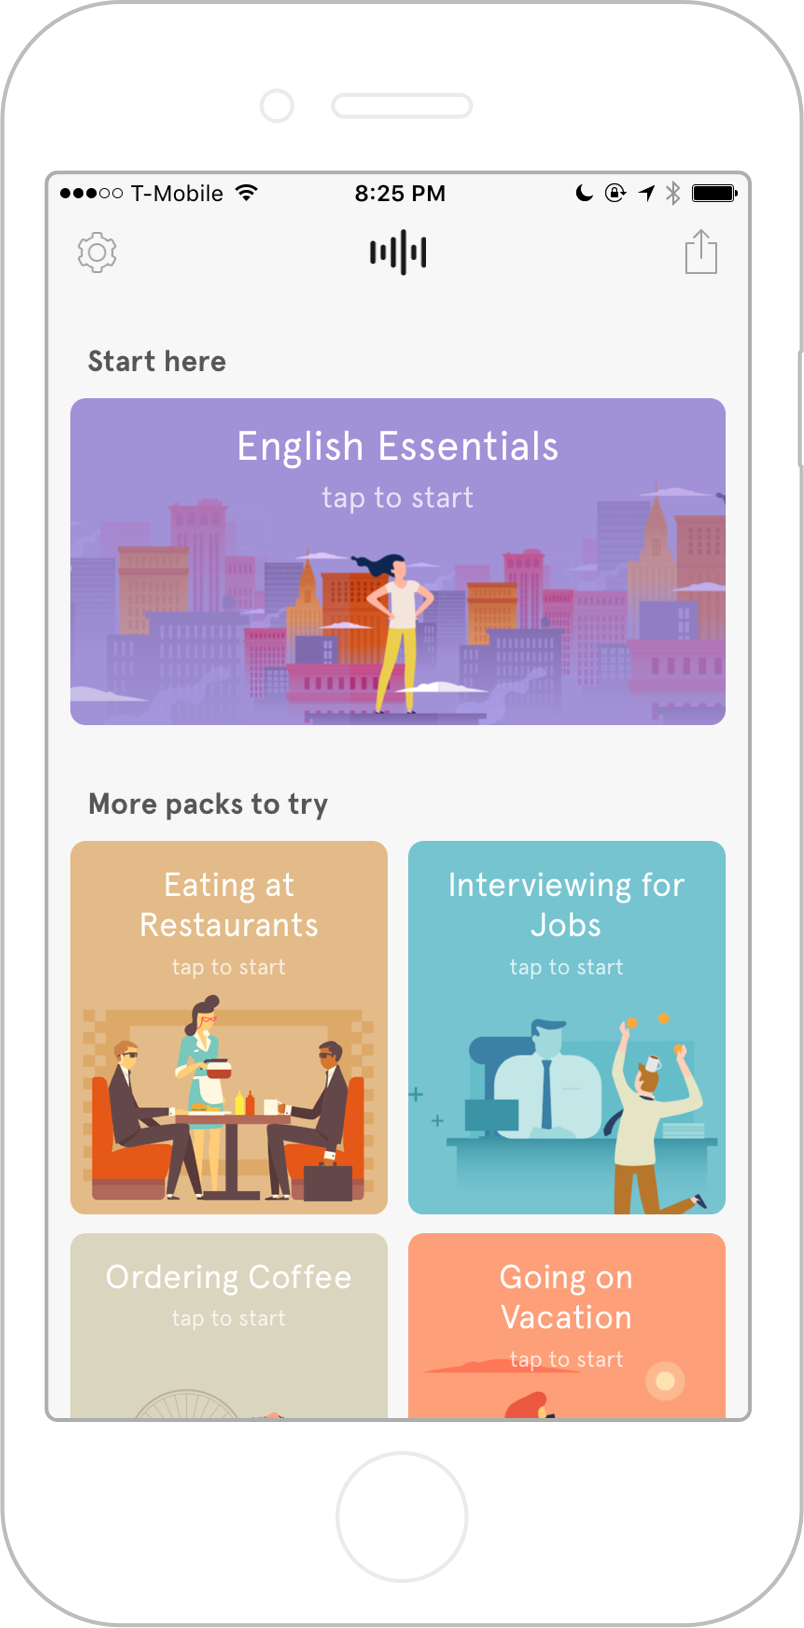 T-Mobile 8:25 PM
Start here
English Essentials
tap to start
More packs to try
Eating at
Restaurants
tap to start
Interviewing for
Jobs
tap to start
Ordering Coffee
tap to start
Going on
Vacation
tap to start